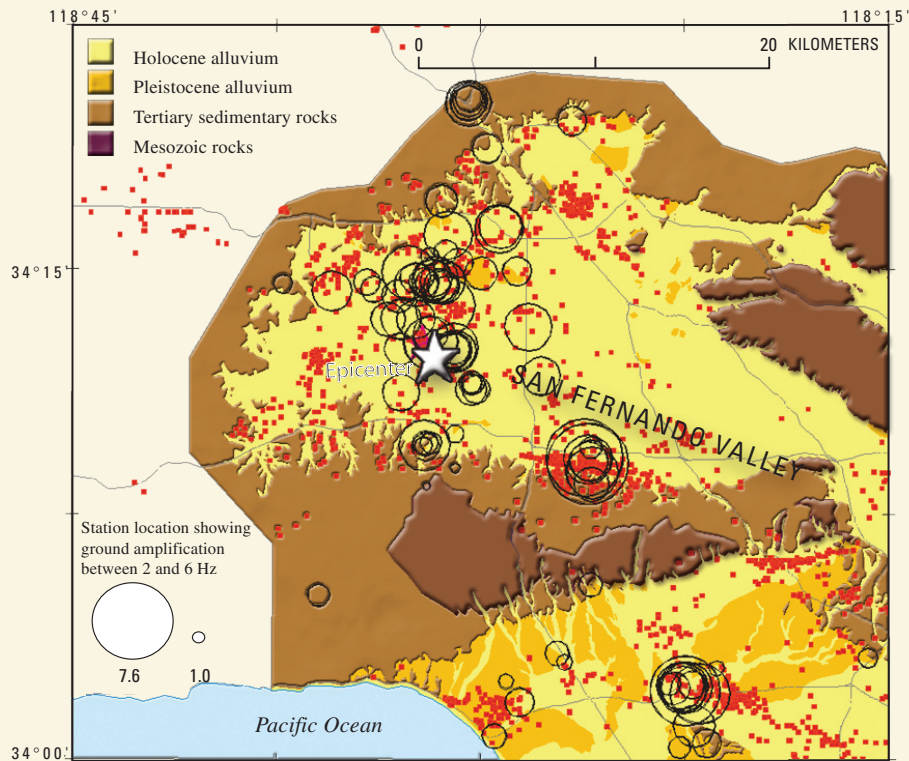 118°45'
118°15'
0
20 KILOMETERS
Holocene alluvium
Pleistocene alluvium
Tertiary sedimentary rocks
Mesozoic rocks
34°15'
Epicenter
SAN FERNANDO VALLEY
Station location showing
ground amplification
between 2 and 6 Hz
7.6
1.0
Pacific Ocean
34°00'